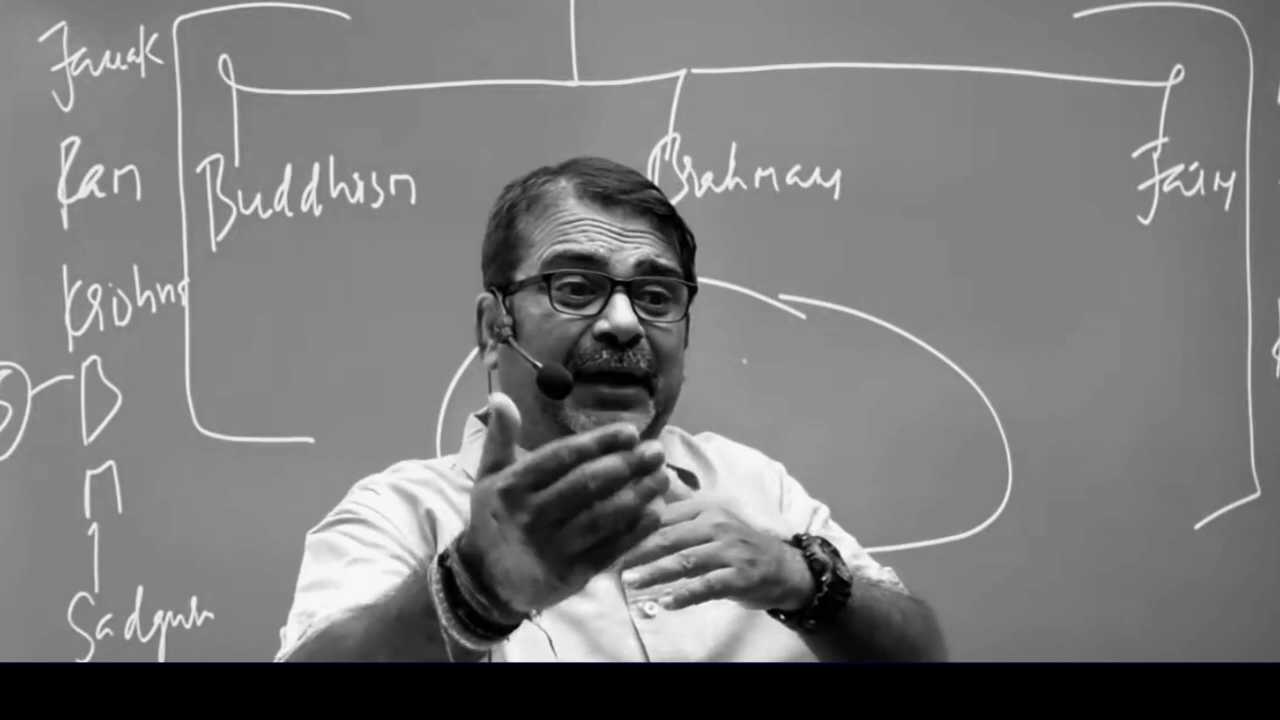 Janak
Ram
Krishna
Buddhism
Brahman
Jain
B
M
Sadguru